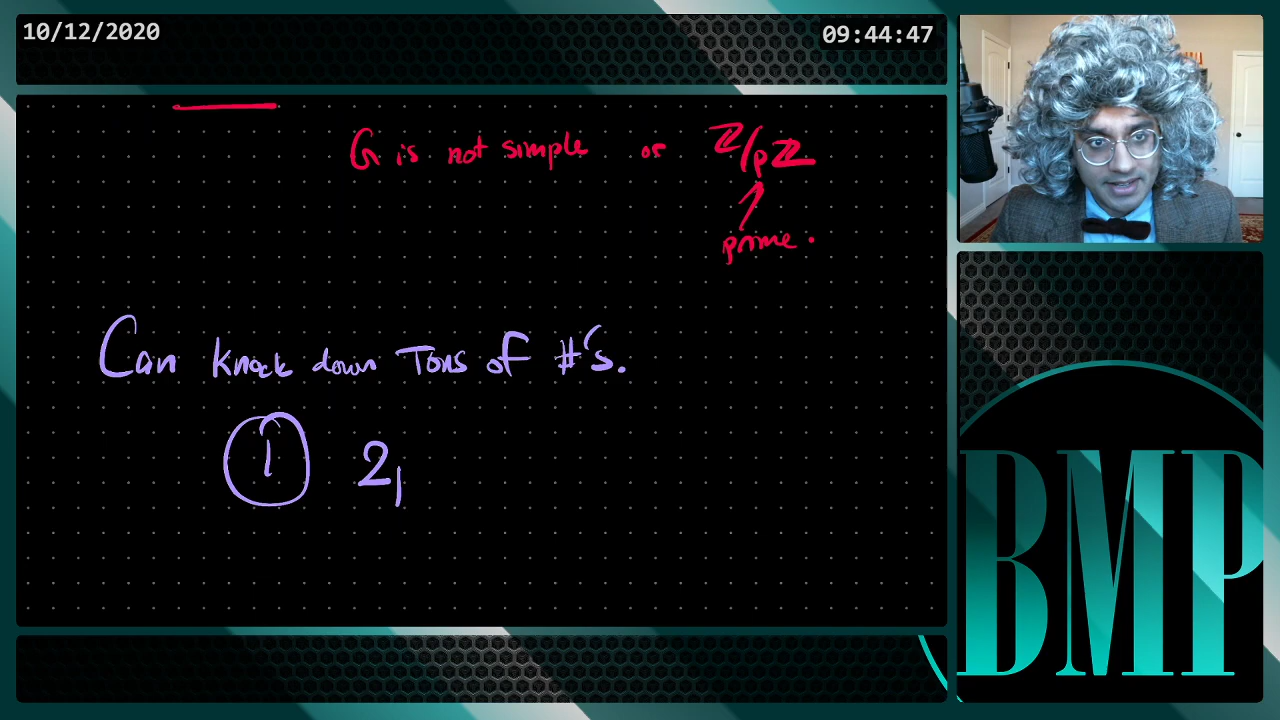 10/12/2020
09:44:47
G is not simple or ℤ/pℤ
prime.
Can knock down Tons of #'s.
1 2,
BMP